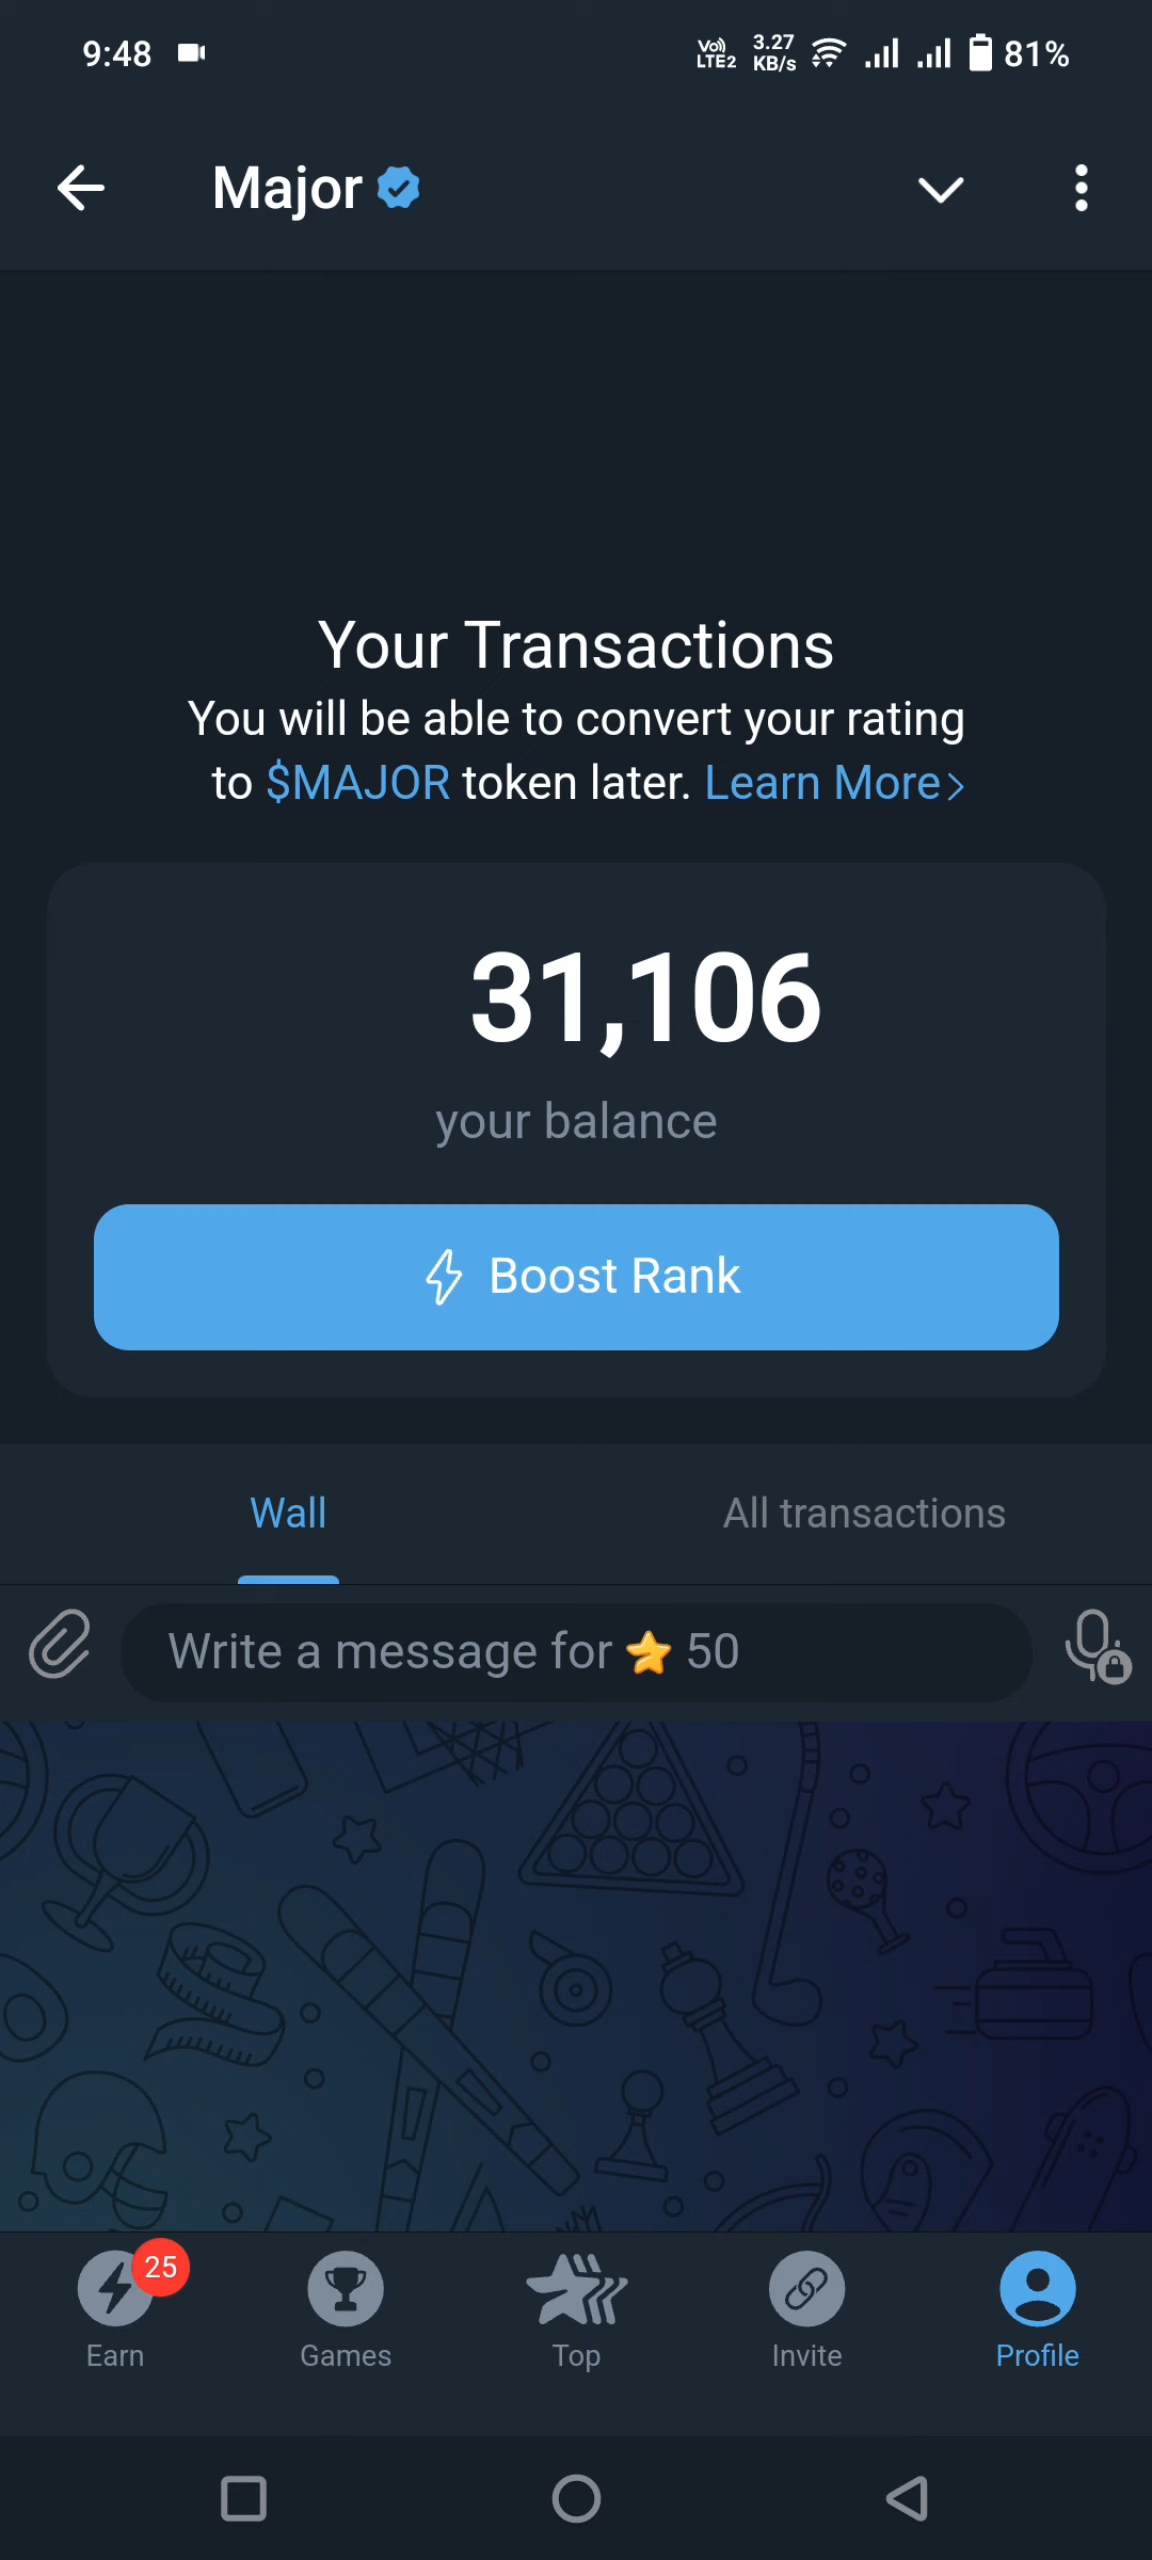 9:48
Vo)) LTE2 3.27 KB/s 81%
Major
Your Transactions
You will be able to convert your rating
to $MAJOR token later. Learn More
31,106
your balance
Boost Rank
Wall All transactions
Write a message for 50
25
Earn Games Top Invite Profile